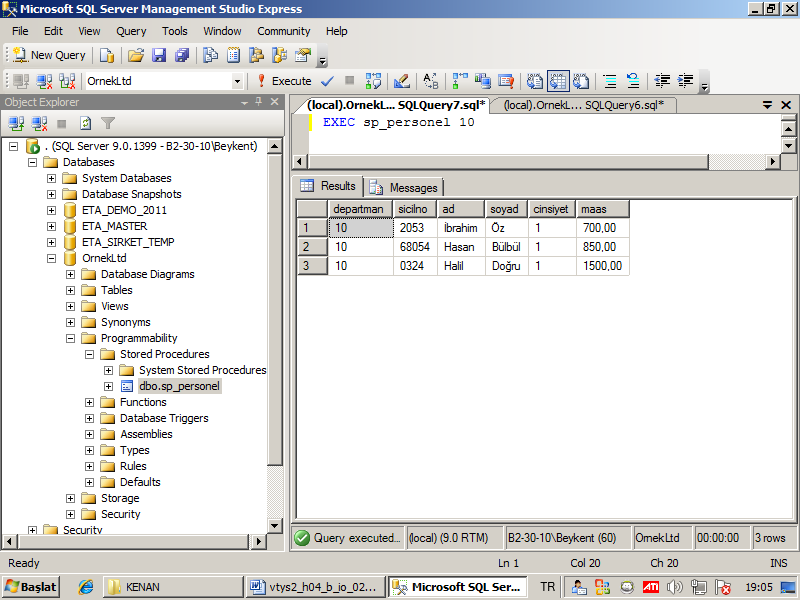 Microsoft SQL Server Management Studio Express
File Edit View Query Tools Window Community Help
New Query
OrnekLtd Execute
Object Explorer
. (SQL Server 9.0.1399 - B2-30-10\Beykent)
Databases
System Databases
Database Snapshots
ETA_DEMO_2011
ETA_MASTER
ETA_SIRKET_TEMP
OrnekLtd
Database Diagrams
Tables
Views
Synonyms
Programmability
Stored Procedures
System Stored Procedures
dbo.sp_personel
Functions
Database Triggers
Assemblies
Types
Rules
Defaults
Storage
Security
Security
(local).OrnekL... SQLQuery7.sql* (local).OrnekL... SQLQuery6.sql*
EXEC sp_personel 10
Results Messages
departman sicilno ad soyad cinsiyet maas
1 10 2053 İbrahim Öz 1 700,00
2 10 68054 Hasan Bülbül 1 850,00
3 10 0324 Halil Doğru 1 1500,00
Query executed... (local) (9.0 RTM) B2-30-10\Beykent (60) OrnekLtd 00:00:00 3 rows
Ready Ln 1 Col 20 Ch 20 INS
Başlat KENAN vtys2_h04_b_io_02... Microsoft SQL Ser... TR ATI 19:05